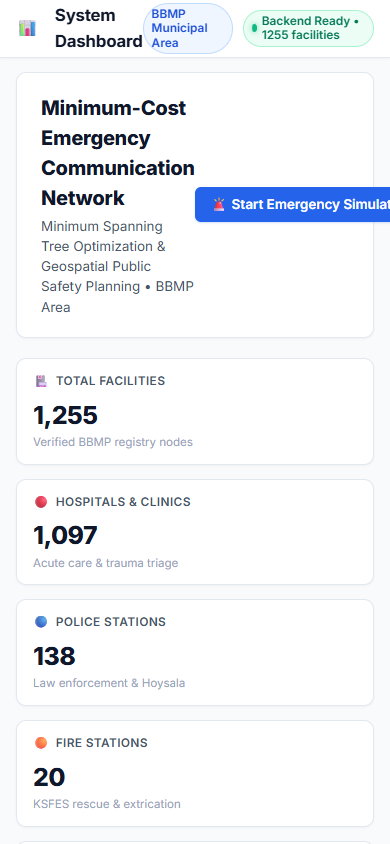 System
Dashboard
BBMP
Municipal
Area
Backend Ready •
1255 facilities
Minimum-Cost
Emergency
Communication
Network
Minimum Spanning
Tree Optimization &
Geospatial Public
Safety Planning • BBMP
Area
Start Emergency Simulat
TOTAL FACILITIES
1,255
Verified BBMP registry nodes
HOSPITALS & CLINICS
1,097
Acute care & trauma triage
POLICE STATIONS
138
Law enforcement & Hoysala
FIRE STATIONS
20
KSFES rescue & extrication